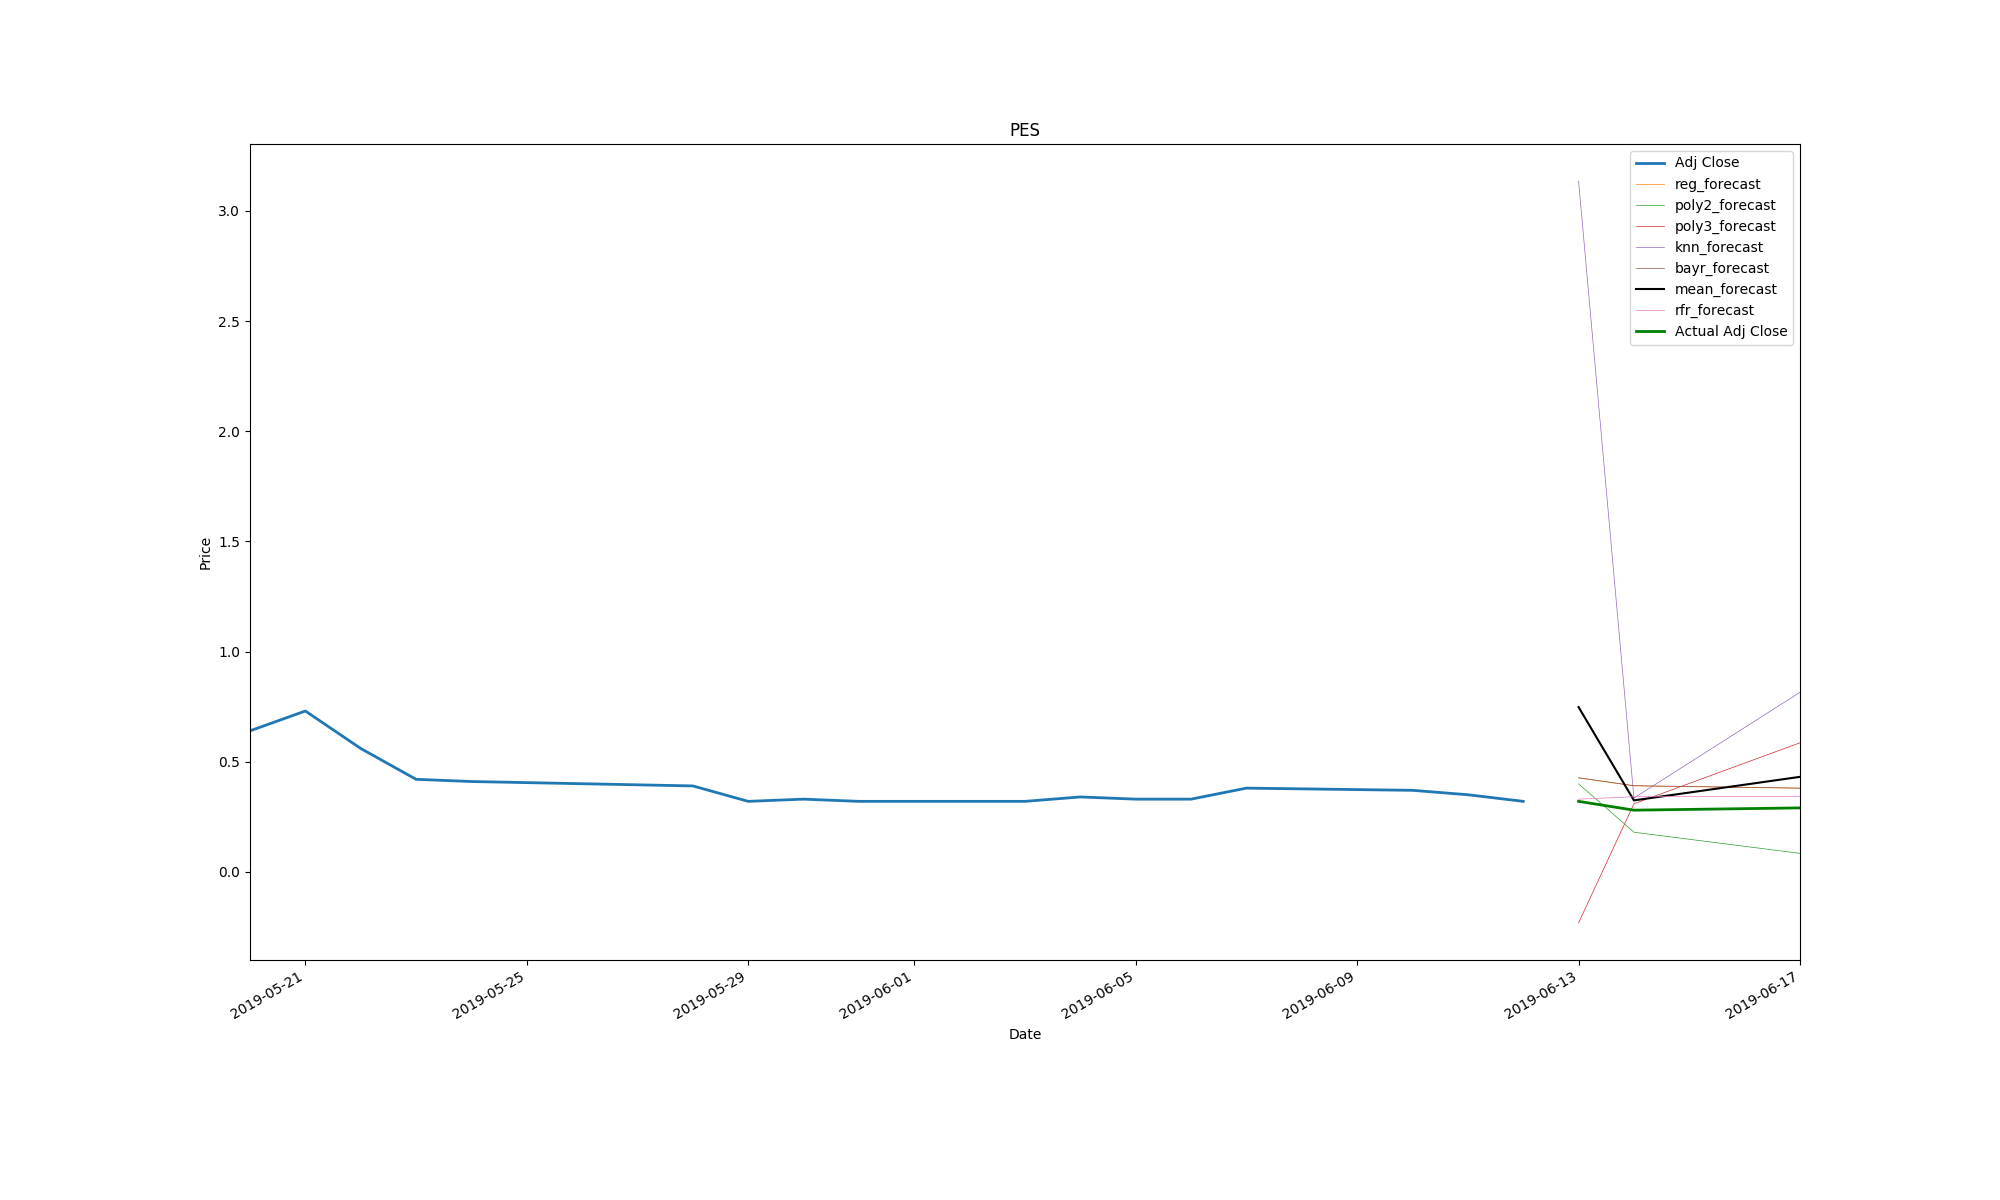 PES
Adj Close
reg_forecast
poly2_forecast
poly3_forecast
knn_forecast
bayr_forecast
mean_forecast
rfr_forecast
Actual Adj Close
3.0
2.5
2.0
1.5
1.0
0.5
0.0
Price
2019-05-21
2019-05-25
2019-05-29
2019-06-01
2019-06-05
2019-06-09
2019-06-13
2019-06-17
Date